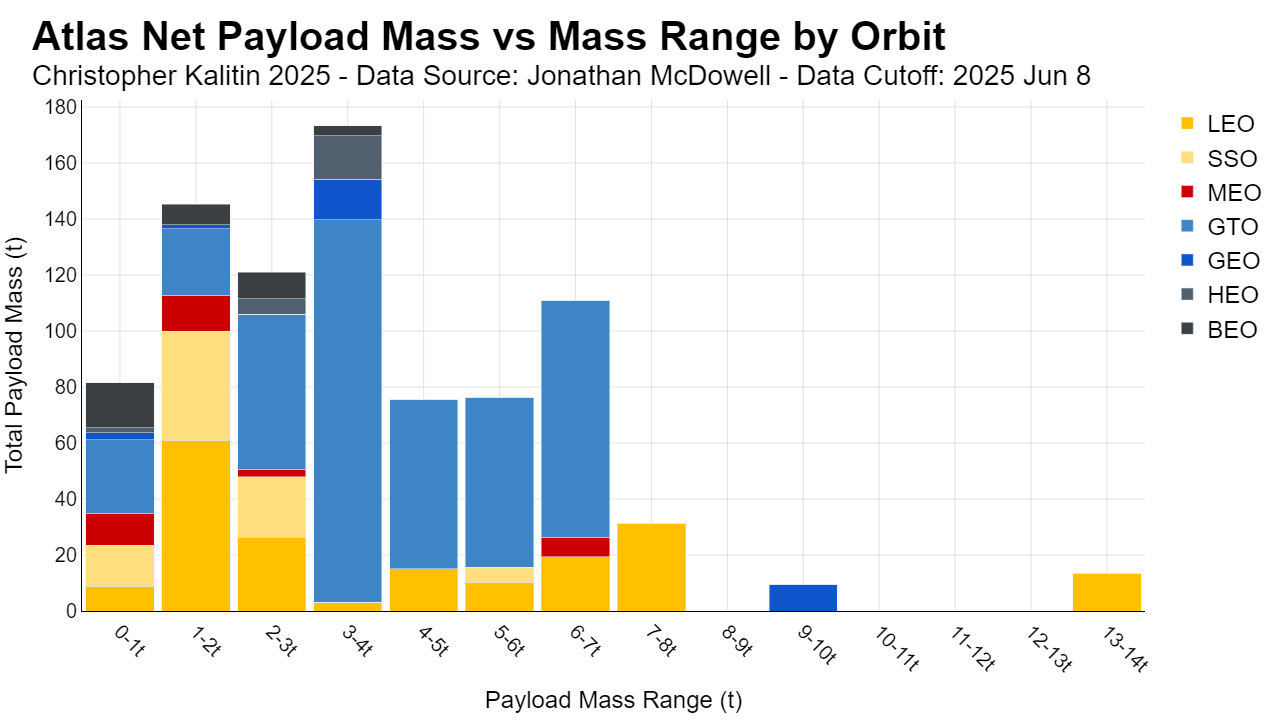 Atlas Net Payload Mass vs Mass Range by Orbit
Christopher Kalitin 2025 - Data Source: Jonathan McDowell - Data Cutoff: 2025 Jun 8
Total Payload Mass (t)
180
160
140
120
100
80
60
40
20
0
0-1t
1-2t
2-3t
3-4t
4-5t
5-6t
6-7t
7-8t
8-9t
9-10t
10-11t
11-12t
12-13t
13-14t
Payload Mass Range (t)
LEO
SSO
MEO
GTO
GEO
HEO
BEO